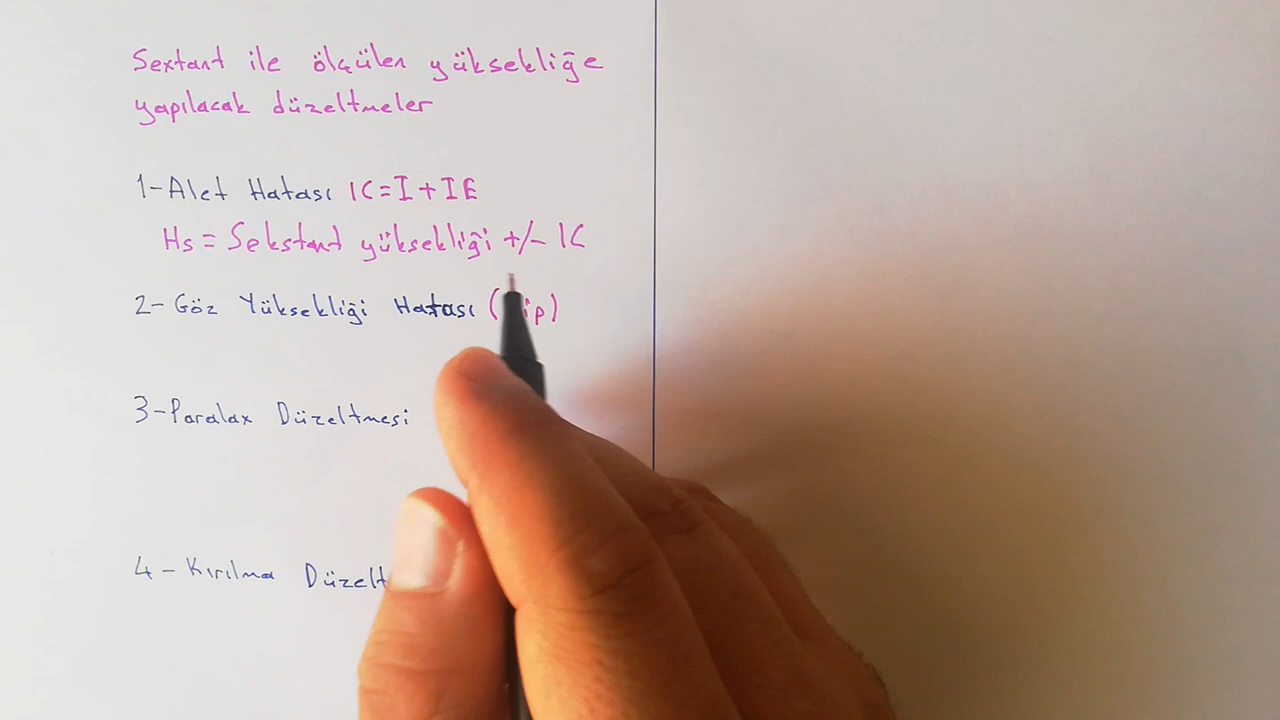 Sextant ile ölçülen yüksekliğe
yapılacak düzeltmeler
1-Alet Hatası IC=I+IE
Hs = Sekstant yüksekliği +/- IC
2- Göz Yüksekliği Hatası
3-Paralax Düzeltmesi
4- Kırılma